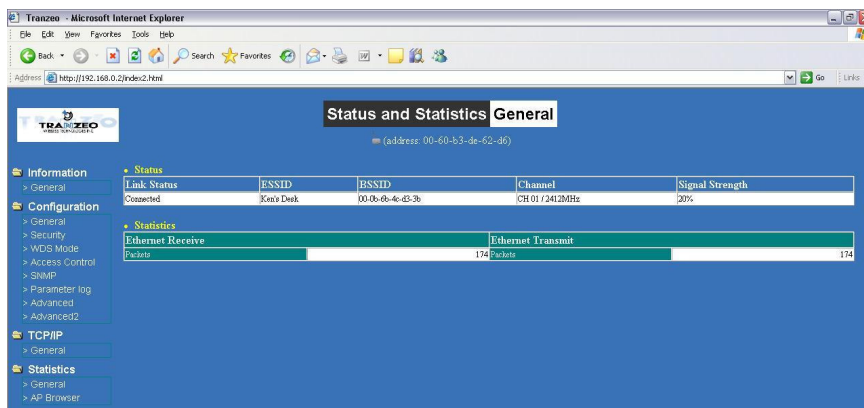 Tranzeo - Microsoft Internet Explorer
File Edit View Favorites Tools Help
Back Search Favorites
Address http://192.168.0.2/index2.html Go Links
TRANZEO
Status and Statistics General
(address: 00-60-b3-de-62-d6)
Information
> General
Configuration
> General
> Security
> WDS Mode
> Access Control
> SNMP
> Parameter log
> Advanced
> Advanced2
TCP/IP
> General
Statistics
> General
> AP Browser
• Status
Link Status ESSID BSSID Channel Signal Strength
Connected Ken's Desk 00-0b-6b-4c-d3-3b CH 01 / 2412MHz 20%
• Statistics
Ethernet Receive Ethernet Transmit
Packets 174 Packets 174